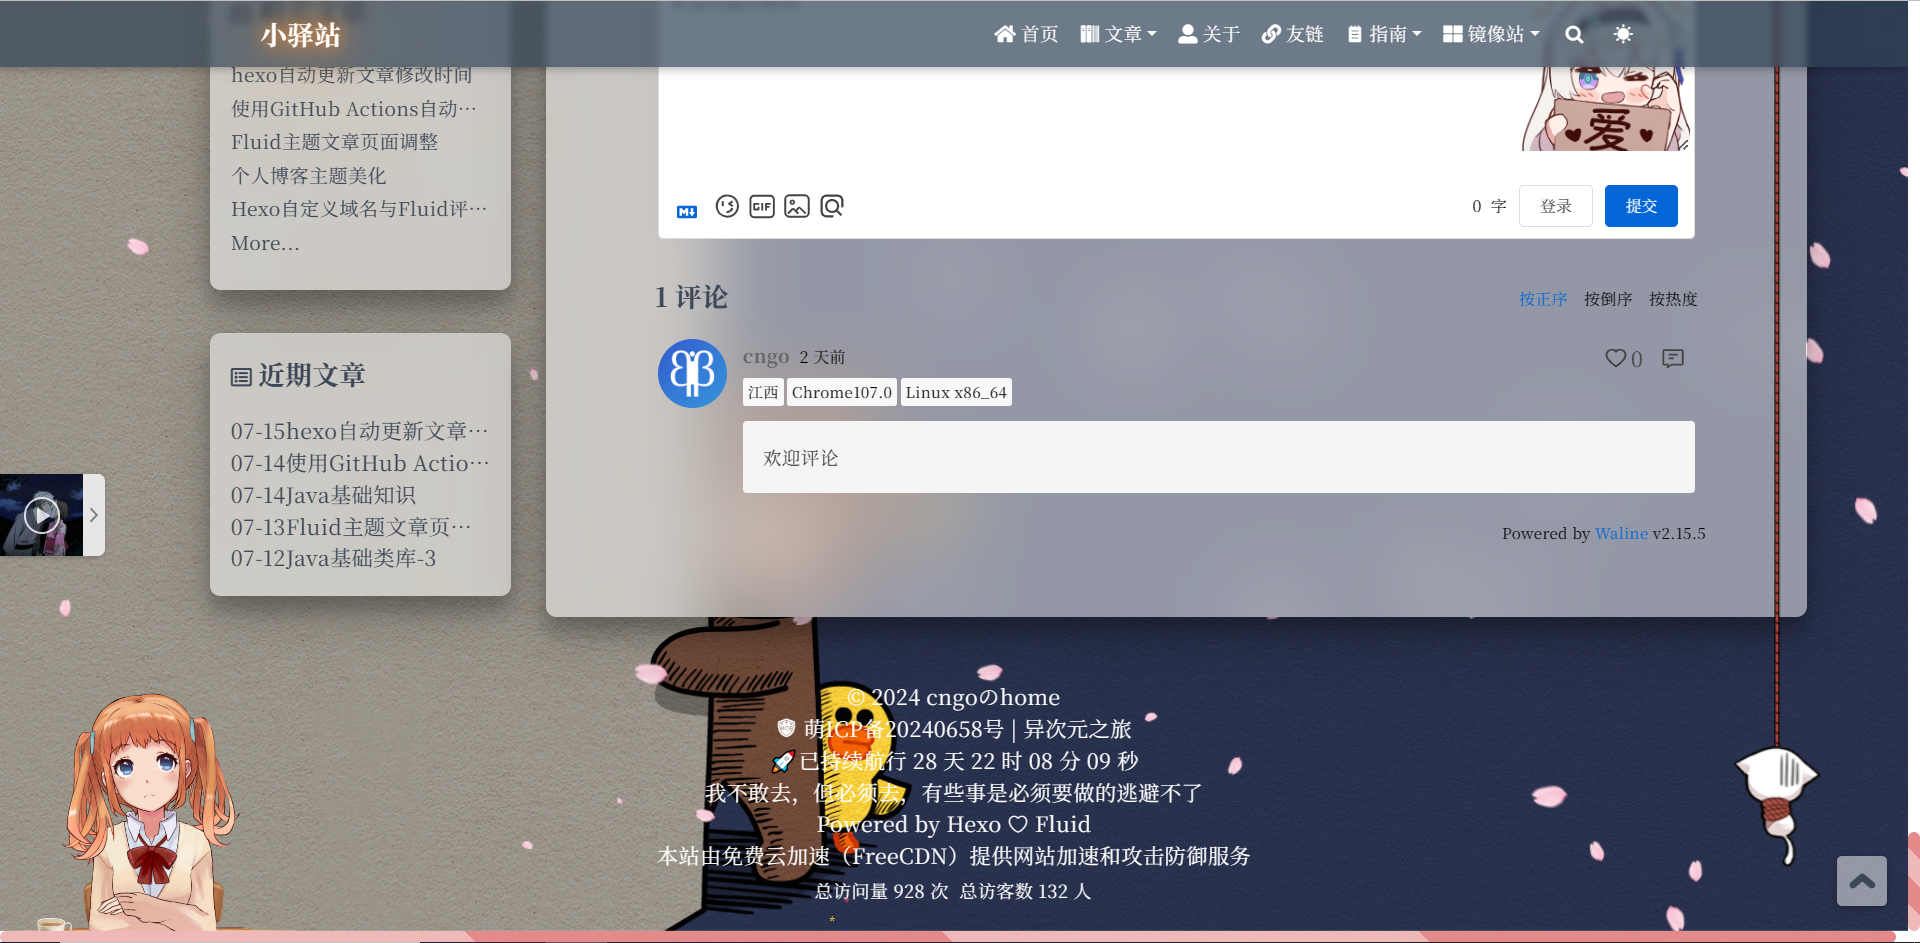 小驿站
首页 文章 关于 友链 指南 镜像站
hexo自动更新文章修改时间
使用GitHub Actions自动…
Fluid主题文章页面调整
个人博客主题美化
Hexo自定义域名与Fluid评…
More...
近期文章
07-15hexo自动更新文章…
07-14使用GitHub Actio…
07-14Java基础知识
07-13Fluid主题文章页…
07-12Java基础类库-3
爱
M
GIF
0 字
登录
提交
1 评论
按正序 按倒序 按热度
cngo 2 天前
0
江西 Chrome107.0 Linux x86_64
欢迎评论
Powered by Waline v2.15.5
© 2024 cngoのhome
萌ICP备20240658号 | 异次元之旅
已持续航行 28 天 22 时 08 分 09 秒
我不敢去，但必须去，有些事是必须要做的逃避不了
Powered by Hexo ♡ Fluid
本站由免费云加速（FreeCDN）提供网站加速和攻击防御服务
总访问量 928 次 总访客数 132 人